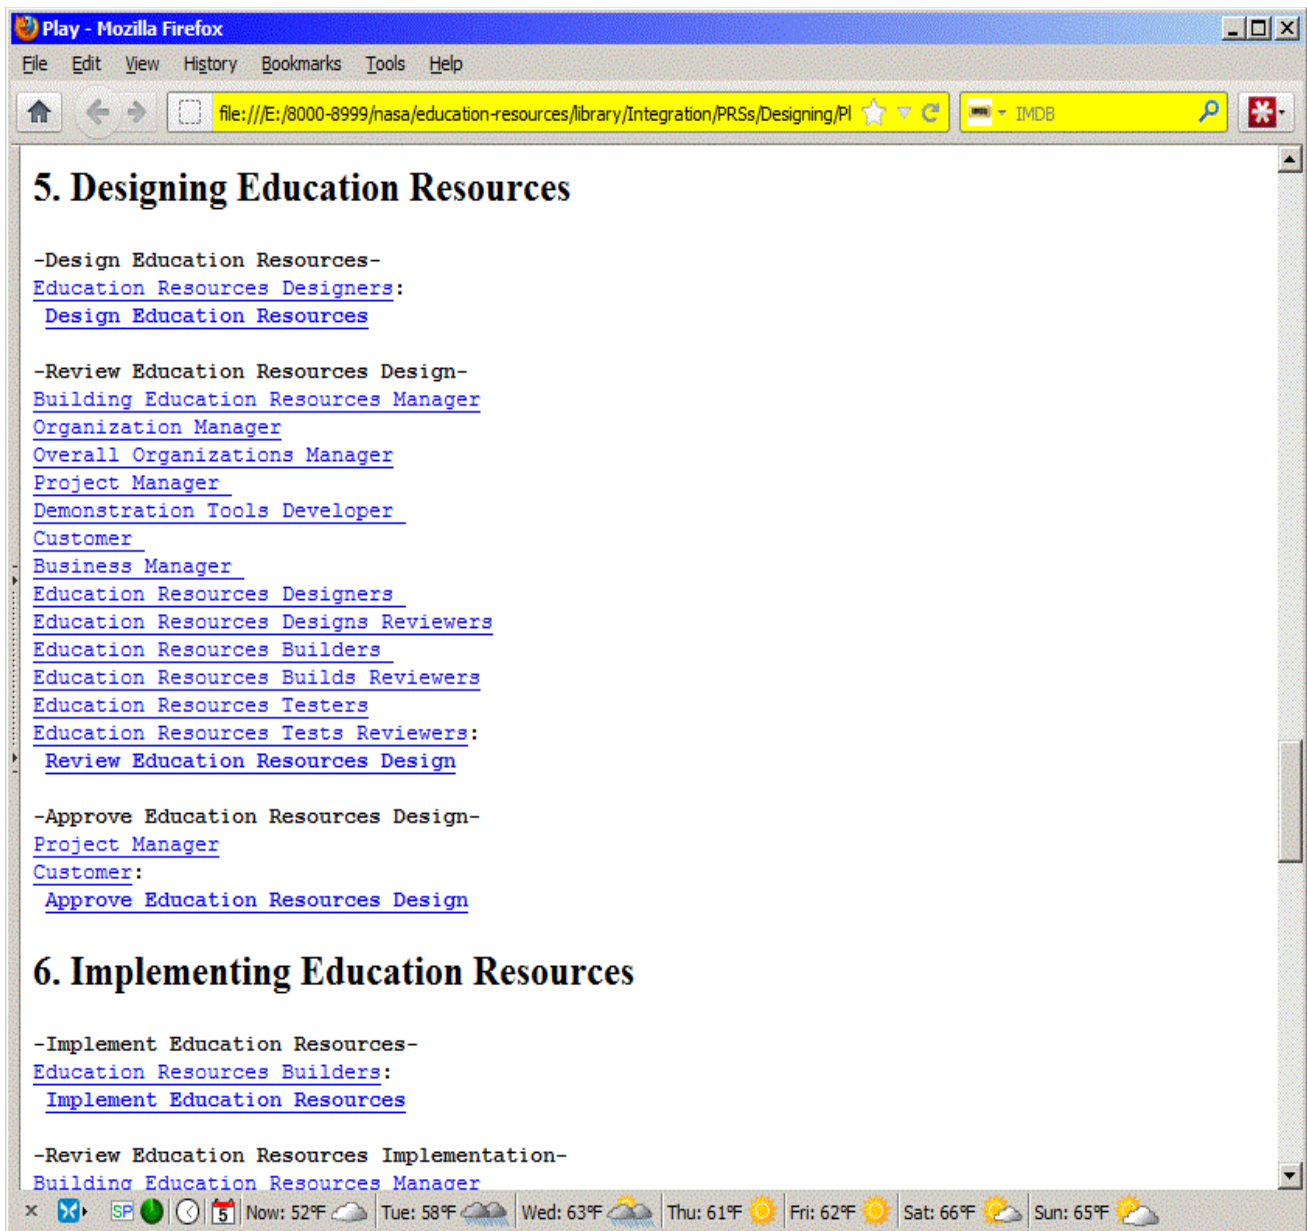 Play - Mozilla Firefox
File Edit View History Bookmarks Tools Help
file:///E:/8000-8999/nasa/education-resources/library/Integration/PRSs/Designing/Pl IMDB
5. Designing Education Resources
-Design Education Resources-
Education Resources Designers:
Design Education Resources
-Review Education Resources Design-
Building Education Resources Manager
Organization Manager
Overall Organizations Manager
Project Manager
Demonstration Tools Developer
Customer
Business Manager
Education Resources Designers
Education Resources Designs Reviewers
Education Resources Builders
Education Resources Builds Reviewers
Education Resources Testers
Education Resources Tests Reviewers:
Review Education Resources Design
-Approve Education Resources Design-
Project Manager
Customer:
Approve Education Resources Design
6. Implementing Education Resources
-Implement Education Resources-
Education Resources Builders:
Implement Education Resources
-Review Education Resources Implementation-
Building Education Resources Manager
SP 5 Now: 52°F Tue: 58°F Wed: 63°F Thu: 61°F Fri: 62°F Sat: 66°F Sun: 65°F